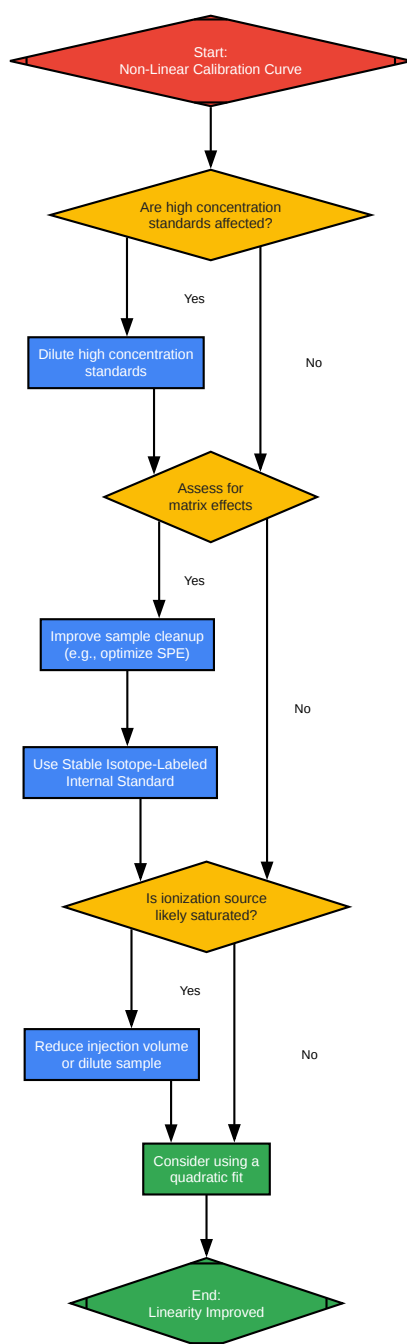 Start:
Non-Linear Calibration Curve
Are high concentration
standards affected?
Yes
Dilute high concentration
standards
No
Assess for
matrix effects
Yes
Improve sample cleanup
(e.g., optimize SPE)
No
Use Stable Isotope-Labeled
Internal Standard
Is ionization source
likely saturated?
Yes
Reduce injection volume
or dilute sample
No
Consider using a
quadratic fit
End:
Linearity Improved